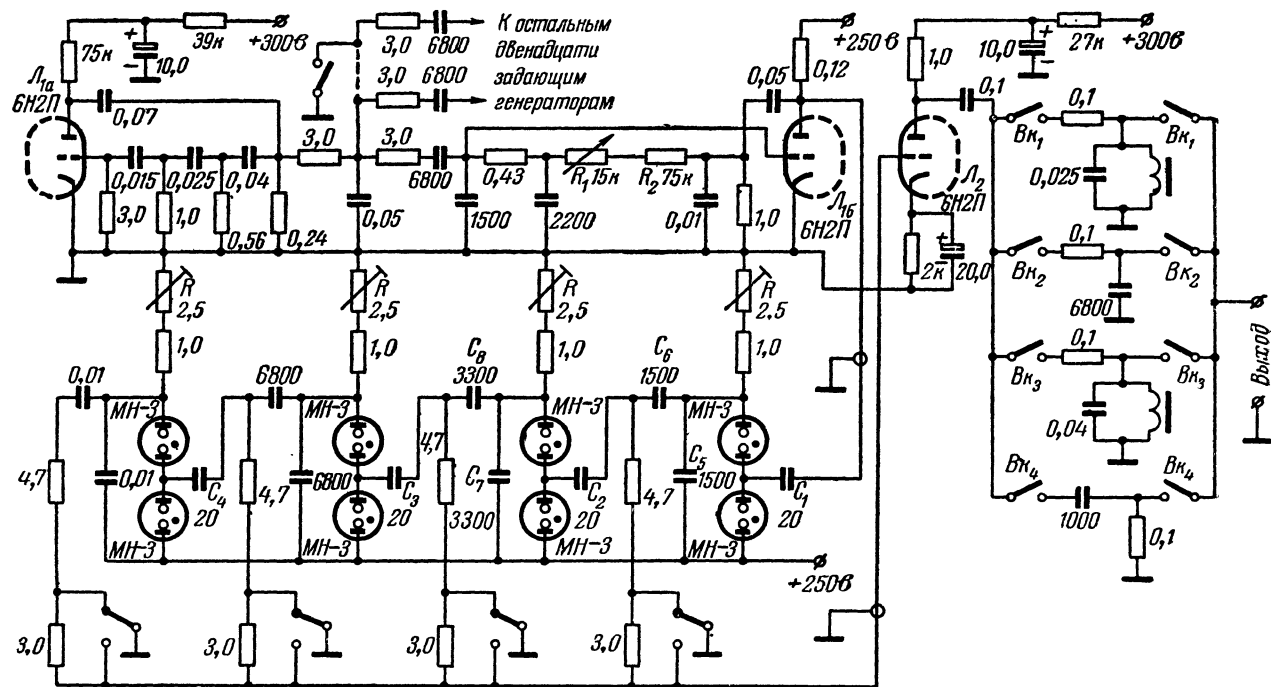 39к
+300в
3,0
6800
К остальным
двенадцати
задающим
генераторам
+250в
10,0
27к
+300в
75к
10,0
3,0
6800
0,05
0,12
1,0
0,1
Л1а
6Н2П
0,07
Вк1
0,1
Вк1
3,0
3,0
6800
0,43
R1 15к
R2 75к
Л1б
6Н2П
Л2
6Н2П
0,025
0,015
0,025
0,04
3,0
1,0
0,56
0,24
0,05
1500
2200
0,01
1,0
2к
20,0
Вк2
0,1
Вк2
6800
R
2,5
R
2,5
R
2,5
R
2,5
1,0
1,0
1,0
1,0
Вк3
0,1
Вк3
0,04
Выход
0,01
6800
C8
3300
C6
1500
МН-3
МН-3
МН-3
МН-3
4,7
0,01
C4
4,7
6800
C3
4,7
C7
3300
C2
4,7
C5
1500
C1
20
20
20
20
МН-3
МН-3
МН-3
МН-3
Вк4
1000
Вк4
0,1
+250в
3,0
3,0
3,0
3,0